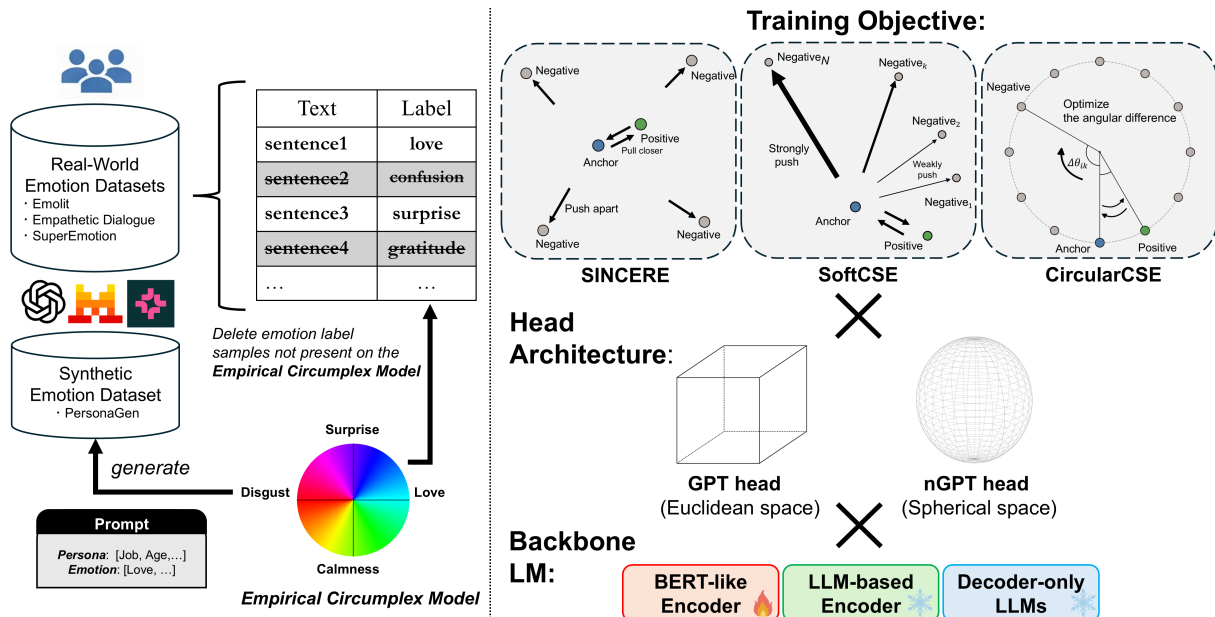 Real-World
Emotion Datasets
・Emolit
・Empathetic Dialogue
・SuperEmotion
Synthetic
Emotion Dataset
・PersonaGen
generate
Prompt
Persona: [Job, Age,...]
Emotion: [Love, ...]
Text Label
sentence1 love
sentence2 confusion
sentence3 surprise
sentence4 gratitude
... ...
Delete emotion label
samples not present on the
Empirical Circumplex Model
Surprise
Disgust
Love
Calmness
Empirical Circumplex Model
Training Objective:
Negative
Negative
Positive
Pull closer
Anchor
Push apart
Negative
Negative
SINCERE
Negative_N
Negative_k
Negative_2
Strongly
push
Weakly
push
Negative_1
Anchor
Positive
SoftCSE
Negative
Optimize
the angular difference
Δθ_ik
Anchor
Positive
CircularCSE
Head
Architecture:
GPT head
(Euclidean space)
nGPT head
(Spherical space)
Backbone
LM:
BERT-like
Encoder
LLM-based
Encoder
Decoder-only
LLMs